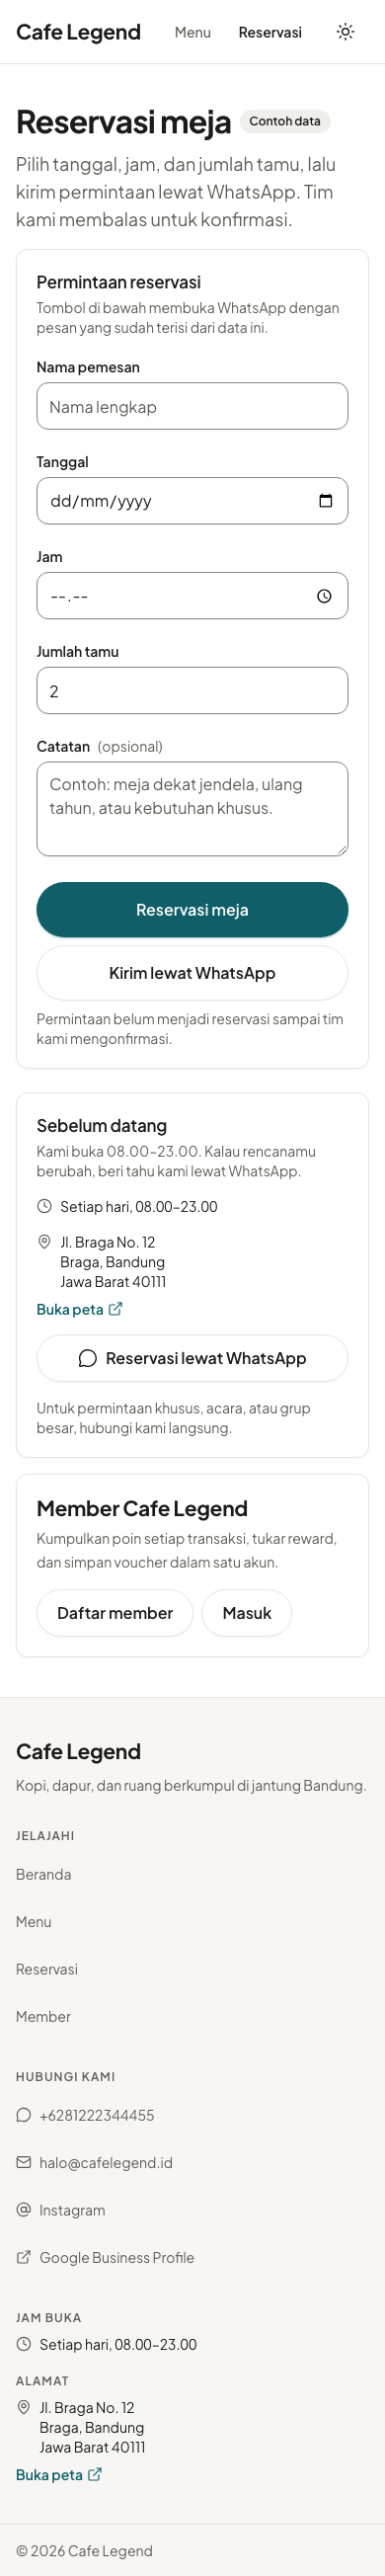 Cafe Legend
Menu
Reservasi
Reservasi meja
Contoh data
Pilih tanggal, jam, dan jumlah tamu, lalu
kirim permintaan lewat WhatsApp. Tim
kami membalas untuk konfirmasi.
Permintaan reservasi
Tombol di bawah membuka WhatsApp dengan
pesan yang sudah terisi dari data ini.
Nama pemesan
Nama lengkap
Tanggal
dd/mm/yyyy
Jam
--.--
Jumlah tamu
2
Catatan (opsional)
Contoh: meja dekat jendela, ulang
tahun, atau kebutuhan khusus.
Reservasi meja
Kirim lewat WhatsApp
Permintaan belum menjadi reservasi sampai tim
kami mengonfirmasi.
Sebelum datang
Kami buka 08.00–23.00. Kalau rencanamu
berubah, beri tahu kami lewat WhatsApp.
Setiap hari, 08.00–23.00
Jl. Braga No. 12
Braga, Bandung
Jawa Barat 40111
Buka peta
Reservasi lewat WhatsApp
Untuk permintaan khusus, acara, atau grup
besar, hubungi kami langsung.
Member Cafe Legend
Kumpulkan poin setiap transaksi, tukar reward,
dan simpan voucher dalam satu akun.
Daftar member
Masuk
Cafe Legend
Kopi, dapur, dan ruang berkumpul di jantung Bandung.
JELAJAHI
Beranda
Menu
Reservasi
Member
HUBUNGI KAMI
+6281222344455
halo@cafelegend.id
Instagram
Google Business Profile
JAM BUKA
Setiap hari, 08.00–23.00
ALAMAT
Jl. Braga No. 12
Braga, Bandung
Jawa Barat 40111
Buka peta
© 2026 Cafe Legend